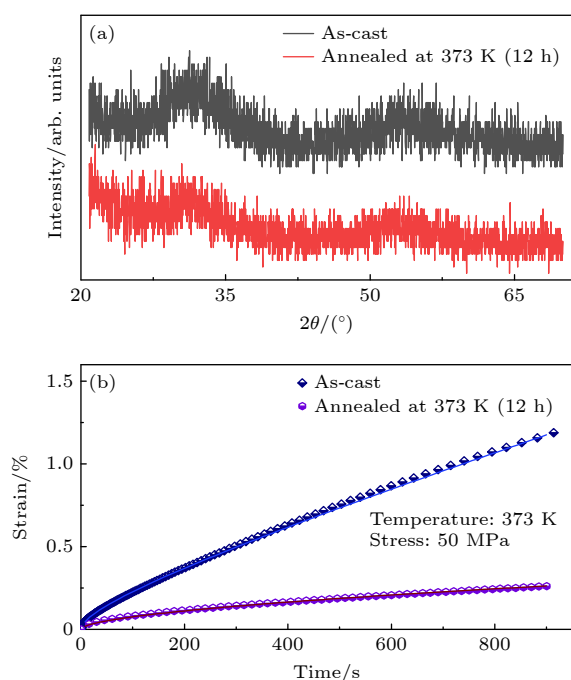 (a)
As-cast
Annealed at 373 K (12 h)
Intensity/arb. units
20
35
50
65
2θ/(°)
(b)
As-cast
Annealed at 373 K (12 h)
1.5
1.0
0.5
0
Strain/%
Temperature: 373 K
Stress: 50 MPa
0
200
400
600
800
Time/s